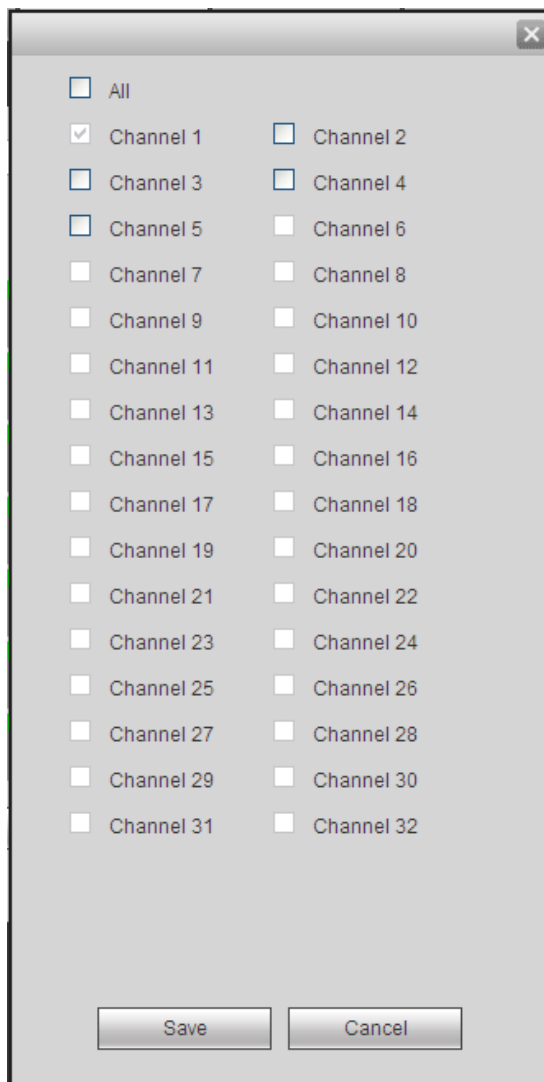 All
Channel 1 Channel 2
Channel 3 Channel 4
Channel 5 Channel 6
Channel 7 Channel 8
Channel 9 Channel 10
Channel 11 Channel 12
Channel 13 Channel 14
Channel 15 Channel 16
Channel 17 Channel 18
Channel 19 Channel 20
Channel 21 Channel 22
Channel 23 Channel 24
Channel 25 Channel 26
Channel 27 Channel 28
Channel 29 Channel 30
Channel 31 Channel 32
Save Cancel